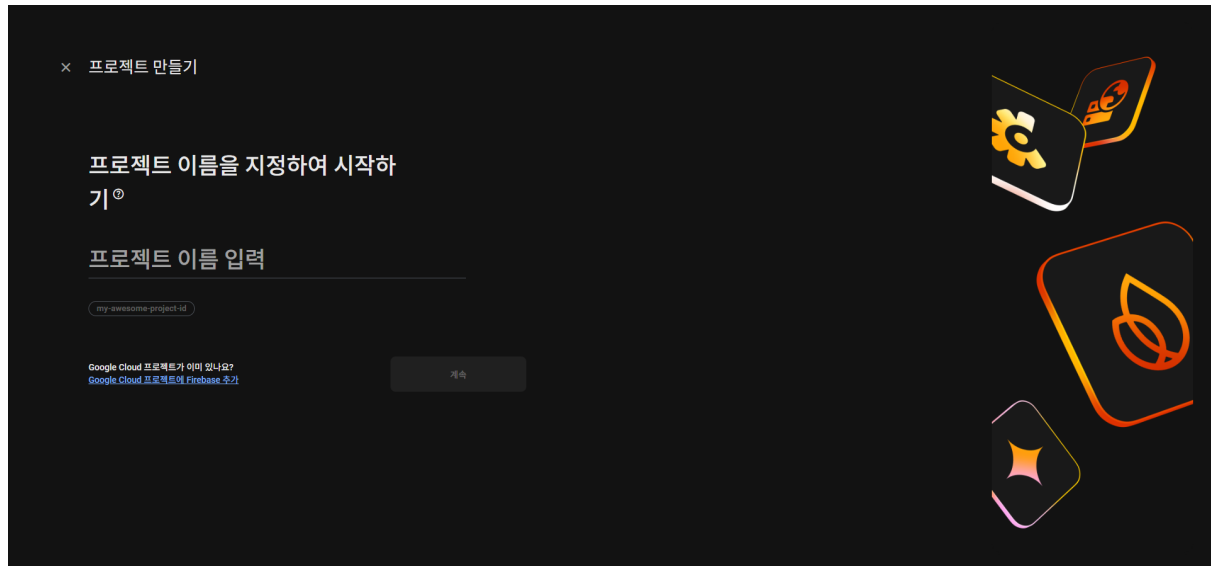 프로젝트 만들기
프로젝트 이름을 지정하여 시작하
기
프로젝트 이름 입력
my-awesome-project-id
Google Cloud 프로젝트가 이미 있나요?
Google Cloud 프로젝트에 Firebase 추가
계속